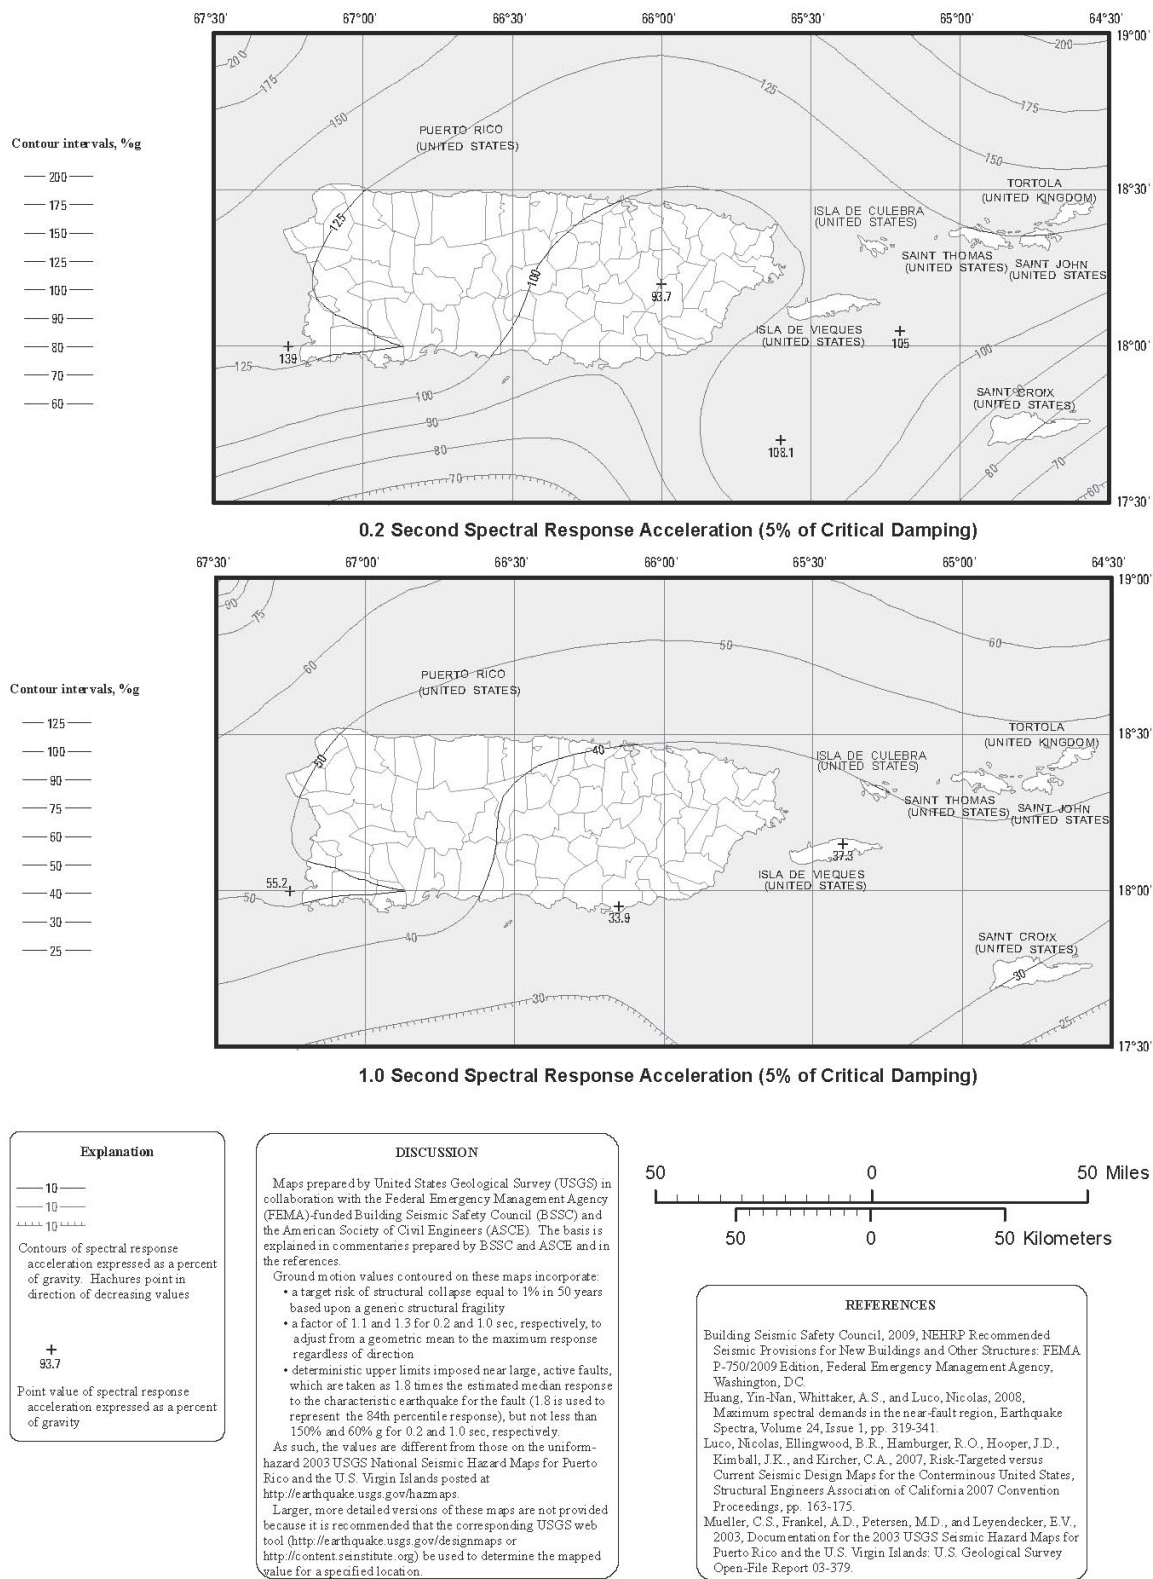 67°30' 67°00' 66°30' 66°00' 65°30' 65°00' 64°30'
19°00'
200
175
150
125
200
175
150
Contour intervals, %g
200
175
150
125
100
90
80
70
60
PUERTO RICO
(UNITED STATES)
18°30'
TORTOLA
(UNITED KINGDOM)
ISLA DE CULEBRA
(UNITED STATES)
SAINT THOMAS
(UNITED STATES)
SAINT JOHN
(UNITED STATES
125
100
93.7
ISLA DE VIEQUES
(UNITED STATES)
105
139
18°00'
125
100
100
90
80
70
108.1
SAINT CROIX
(UNITED STATES)
90
80
70
60
17°30'
0.2 Second Spectral Response Acceleration (5% of Critical Damping)
67°30' 67°00' 66°30' 66°00' 65°30' 65°00' 64°30'
19°00'
90
75
60
50
60
Contour intervals, %g
125
100
90
75
60
50
40
30
25
PUERTO RICO
(UNITED STATES)
18°30'
TORTOLA
(UNITED KINGDOM)
ISLA DE CULEBRA
(UNITED STATES)
SAINT THOMAS
(UNITED STATES)
SAINT JOHN
(UNITED STATES
50
40
37.3
ISLA DE VIEQUES
(UNITED STATES)
55.2
18°00'
50
33.9
40
SAINT CROIX
(UNITED STATES)
30
30
25
17°30'
1.0 Second Spectral Response Acceleration (5% of Critical Damping)
Explanation
10
10
10
Contours of spectral response
acceleration expressed as a percent
of gravity. Hachures point in
direction of decreasing values
93.7
Point value of spectral response
acceleration expressed as a percent
of gravity
DISCUSSION
Maps prepared by United States Geological Survey (USGS) in
collaboration with the Federal Emergency Management Agency
(FEMA)-funded Building Seismic Safety Council (BSSC) and
the American Society of Civil Engineers (ASCE). The basis is
explained in commentaries prepared by BSSC and ASCE and in
the references.
Ground motion values contoured on these maps incorporate:
• a target risk of structural collapse equal to 1% in 50 years
based upon a generic structural fragility
• a factor of 1.1 and 1.3 for 0.2 and 1.0 sec, respectively, to
adjust from a geometric mean to the maximum response
regardless of direction
• deterministic upper limits imposed near large, active faults,
which are taken as 1.8 times the estimated median response
to the characteristic earthquake for the fault (1.8 is used to
represent the 84th percentile response), but not less than
150% and 60% g for 0.2 and 1.0 sec, respectively.
As such, the values are different from those on the uniform-
hazard 2003 USGS National Seismic Hazard Maps for Puerto
Rico and the U.S. Virgin Islands posted at
http://earthquake.usgs.gov/hazmaps.
Larger, more detailed versions of these maps are not provided
because it is recommended that the corresponding USGS web
tool (http://earthquake.usgs.gov/designmaps or
http://content.seinstitute.org) be used to determine the mapped
value for a specified location.
50 0 50 Miles
50 0 50 Kilometers
REFERENCES
Building Seismic Safety Council, 2009, NEHRP Recommended
Seismic Provisions for New Buildings and Other Structures: FEMA
P-750/2009 Edition, Federal Emergency Management Agency,
Washington, DC.
Huang, Yin-Nan, Whittaker, A.S., and Luco, Nicolas, 2008,
Maximum spectral demands in the near-fault region, Earthquake
Spectra, Volume 24, Issue 1, pp. 319-341.
Luco, Nicolas, Ellingwood, B.R., Hamburger, R.O., Hooper, J.D.,
Kimball, J.K., and Kircher, C.A., 2007, Risk-Targeted versus
Current Seismic Design Maps for the Conterminous United States,
Structural Engineers Association of California 2007 Convention
Proceedings, pp. 163-175.
Mueller, C.S., Frankel, A.D., Petersen, M.D., and Leyendecker, E.V.,
2003, Documentation for the 2003 USGS Seismic Hazard Maps for
Puerto Rico and the U.S. Virgin Islands: U.S. Geological Survey
Open-File Report 03-379.